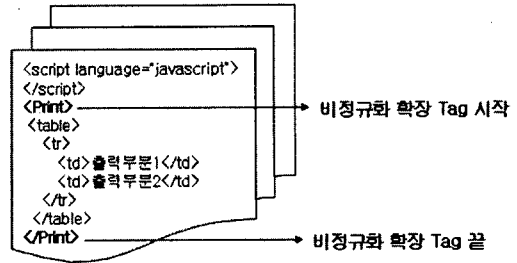 <script language="javascript">
</script>
<Print> 비정규화 확장 Tag 시작
<table>
<tr>
<td>출력부분1</td>
<td>출력부분2</td>
</tr>
</table>
</Print> 비정규화 확장 Tag 끝